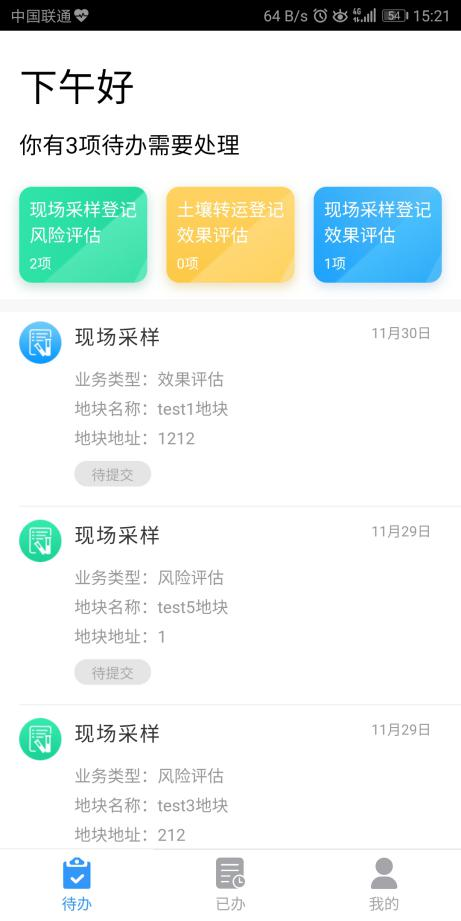 中国联通 64 B/s 4G 54 15:21
下午好
你有3项待办需要处理
现场采样登记 土壤转运登记 现场采样登记
风险评估 效果评估 效果评估
2项 0项 1项
现场采样 11月30日
业务类型：效果评估
地块名称：test1地块
地块地址：1212
待提交
现场采样 11月29日
业务类型：风险评估
地块名称：test5地块
地块地址：1
待提交
现场采样 11月29日
业务类型：风险评估
地块名称：test3地块
地块地址：212
待办 已办 我的